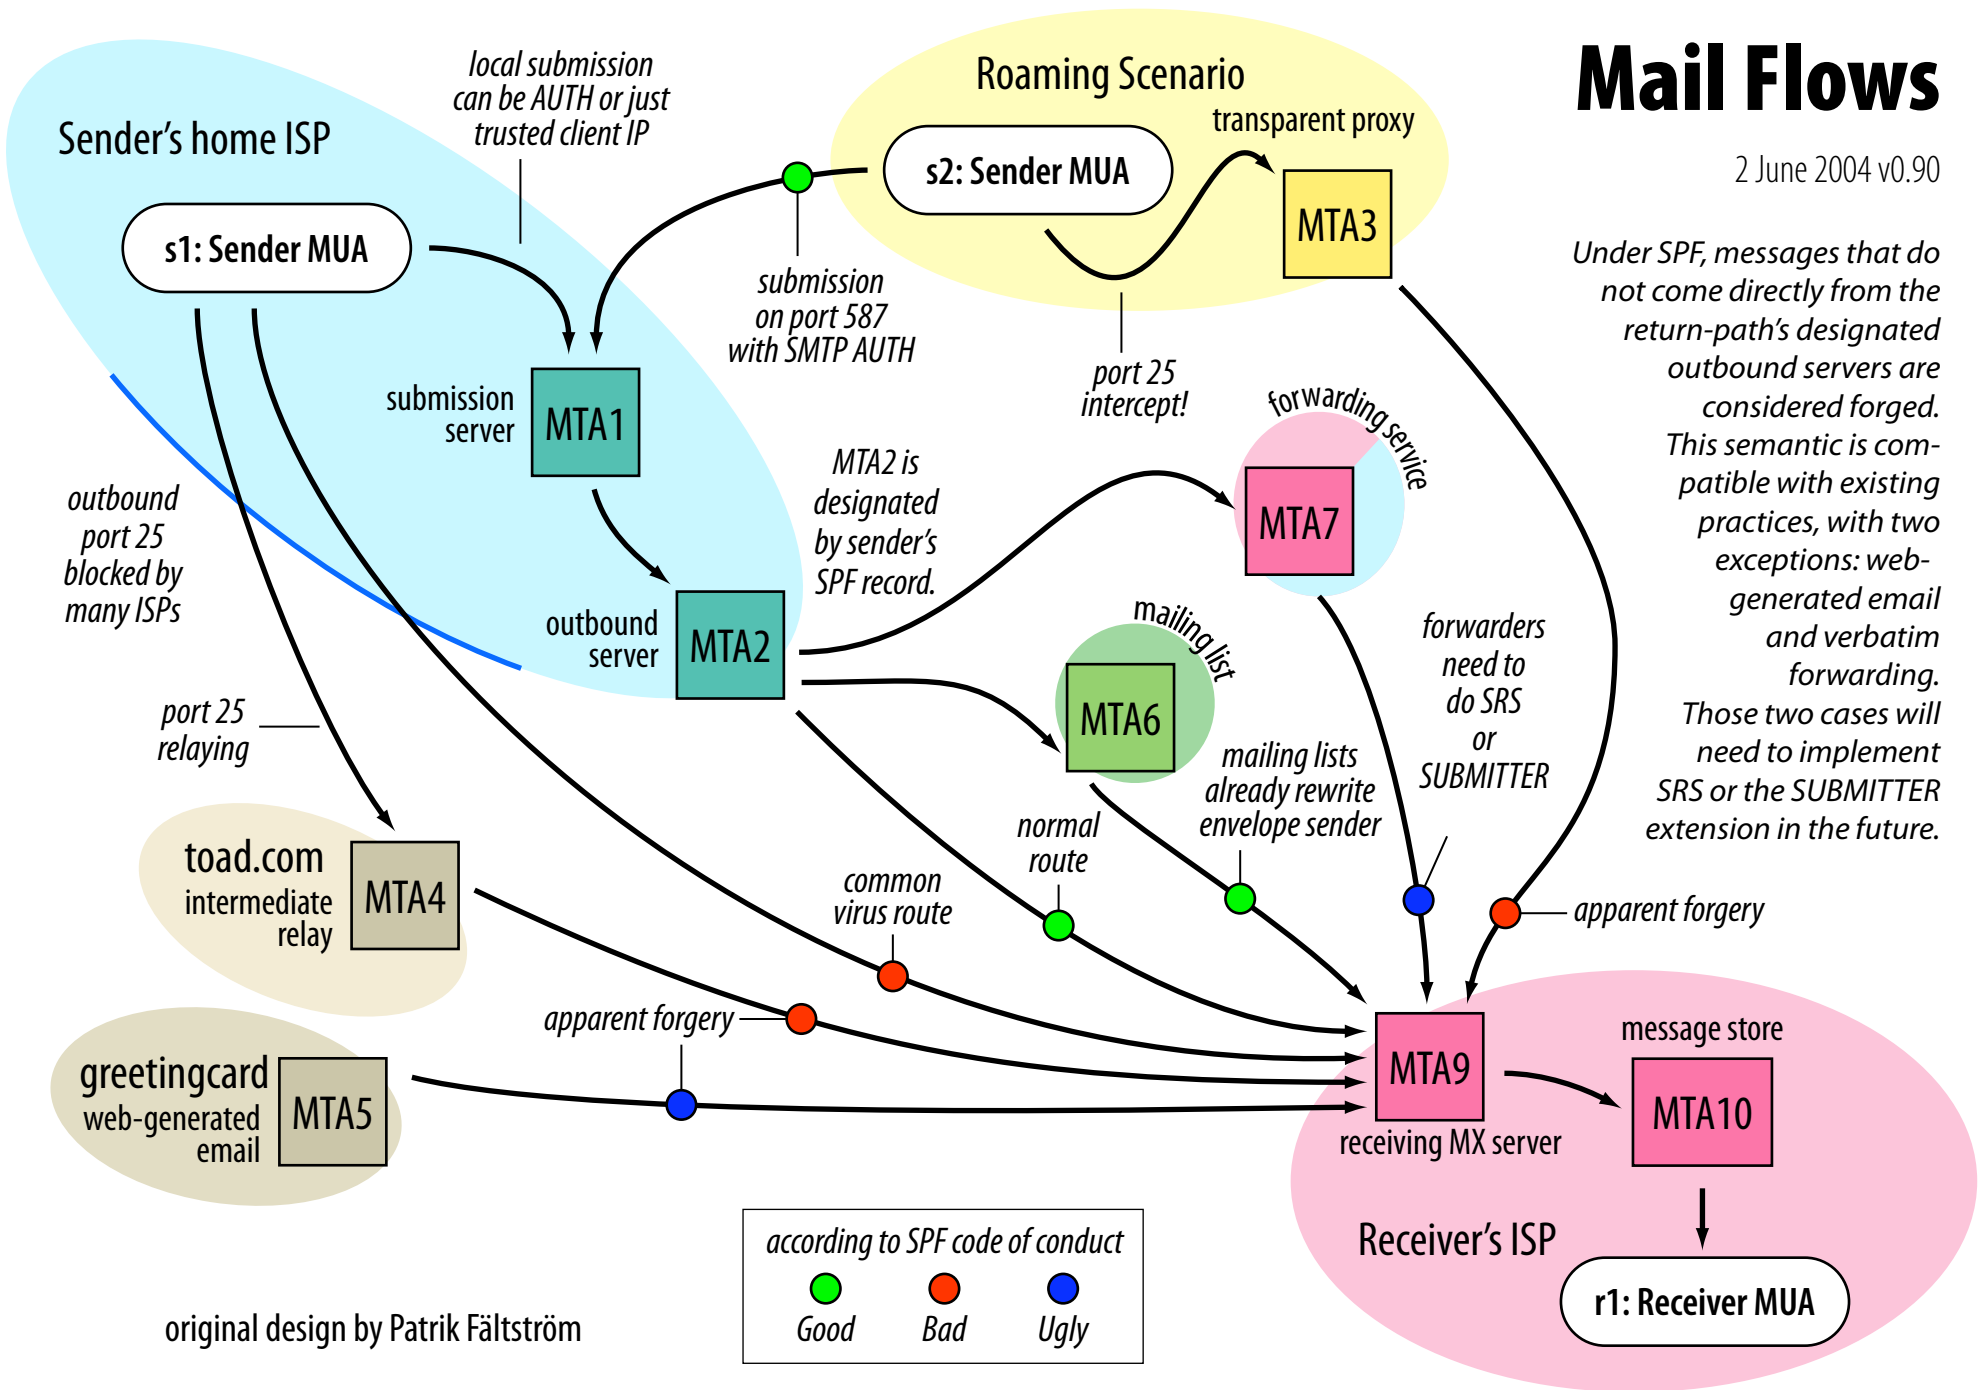 Mail Flows
2 June 2004 v0.90
Under SPF, messages that do
not come directly from the
return-path's designated
outbound servers are
considered forged.
This semantic is com-
patible with existing
practices, with two
exceptions: web-
generated email
and verbatim
forwarding.
Those two cases will
need to implement
SRS or the SUBMITTER
extension in the future.
Sender's home ISP
local submission
can be AUTH or just
trusted client IP
s1: Sender MUA
Roaming Scenario
transparent proxy
s2: Sender MUA
MTA3
submission
on port 587
with SMTP AUTH
port 25
intercept!
submission
server
MTA1
outbound
port 25
blocked by
many ISPs
MTA2 is
designated
by sender's
SPF record.
forwarding service
MTA7
outbound
server
MTA2
mailing list
MTA6
forwarders
need to
do SRS
or
SUBMITTER
port 25
relaying
mailing lists
already rewrite
envelope sender
normal
route
common
virus route
toad.com
intermediate
relay
MTA4
apparent forgery
apparent forgery
greetingcard
web-generated
email
MTA5
MTA9
receiving MX server
message store
MTA10
Receiver's ISP
r1: Receiver MUA
according to SPF code of conduct
Good Bad Ugly
original design by Patrik Fältström